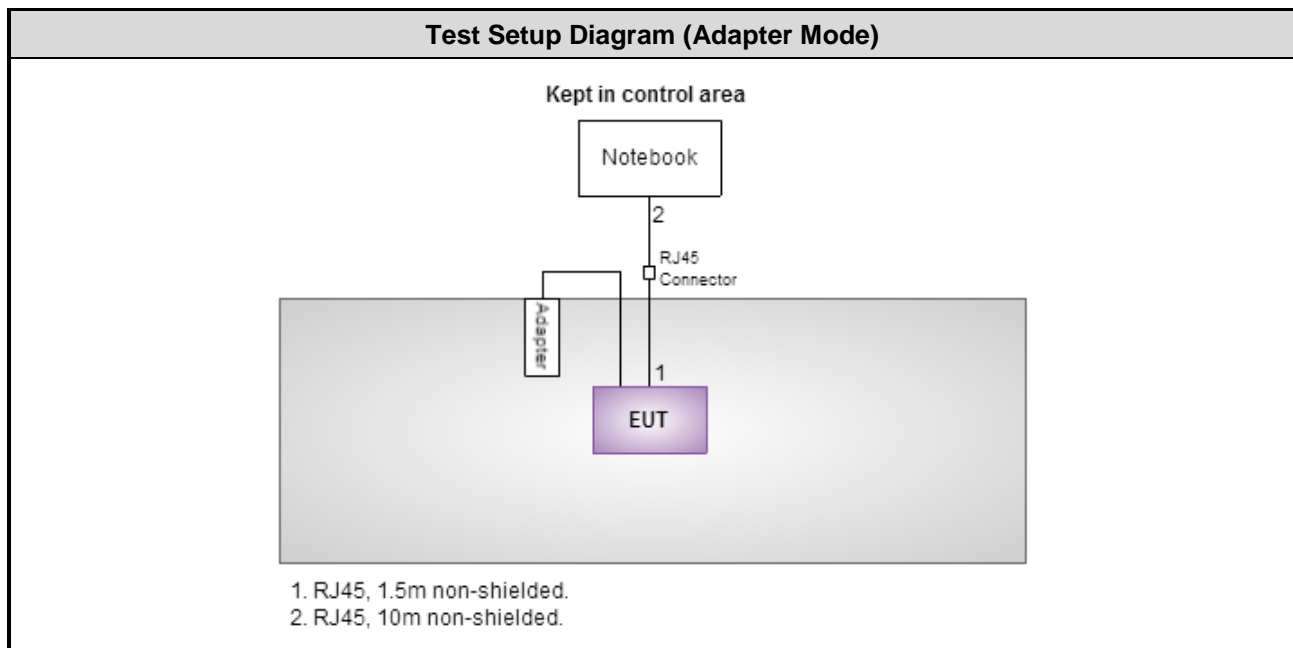 Test Setup Diagram (Adapter Mode)
Kept in control area
Notebook
2
RJ45
Connector
Adapter
1
EUT
1. RJ45, 1.5m non-shielded.
2. RJ45, 10m non-shielded.